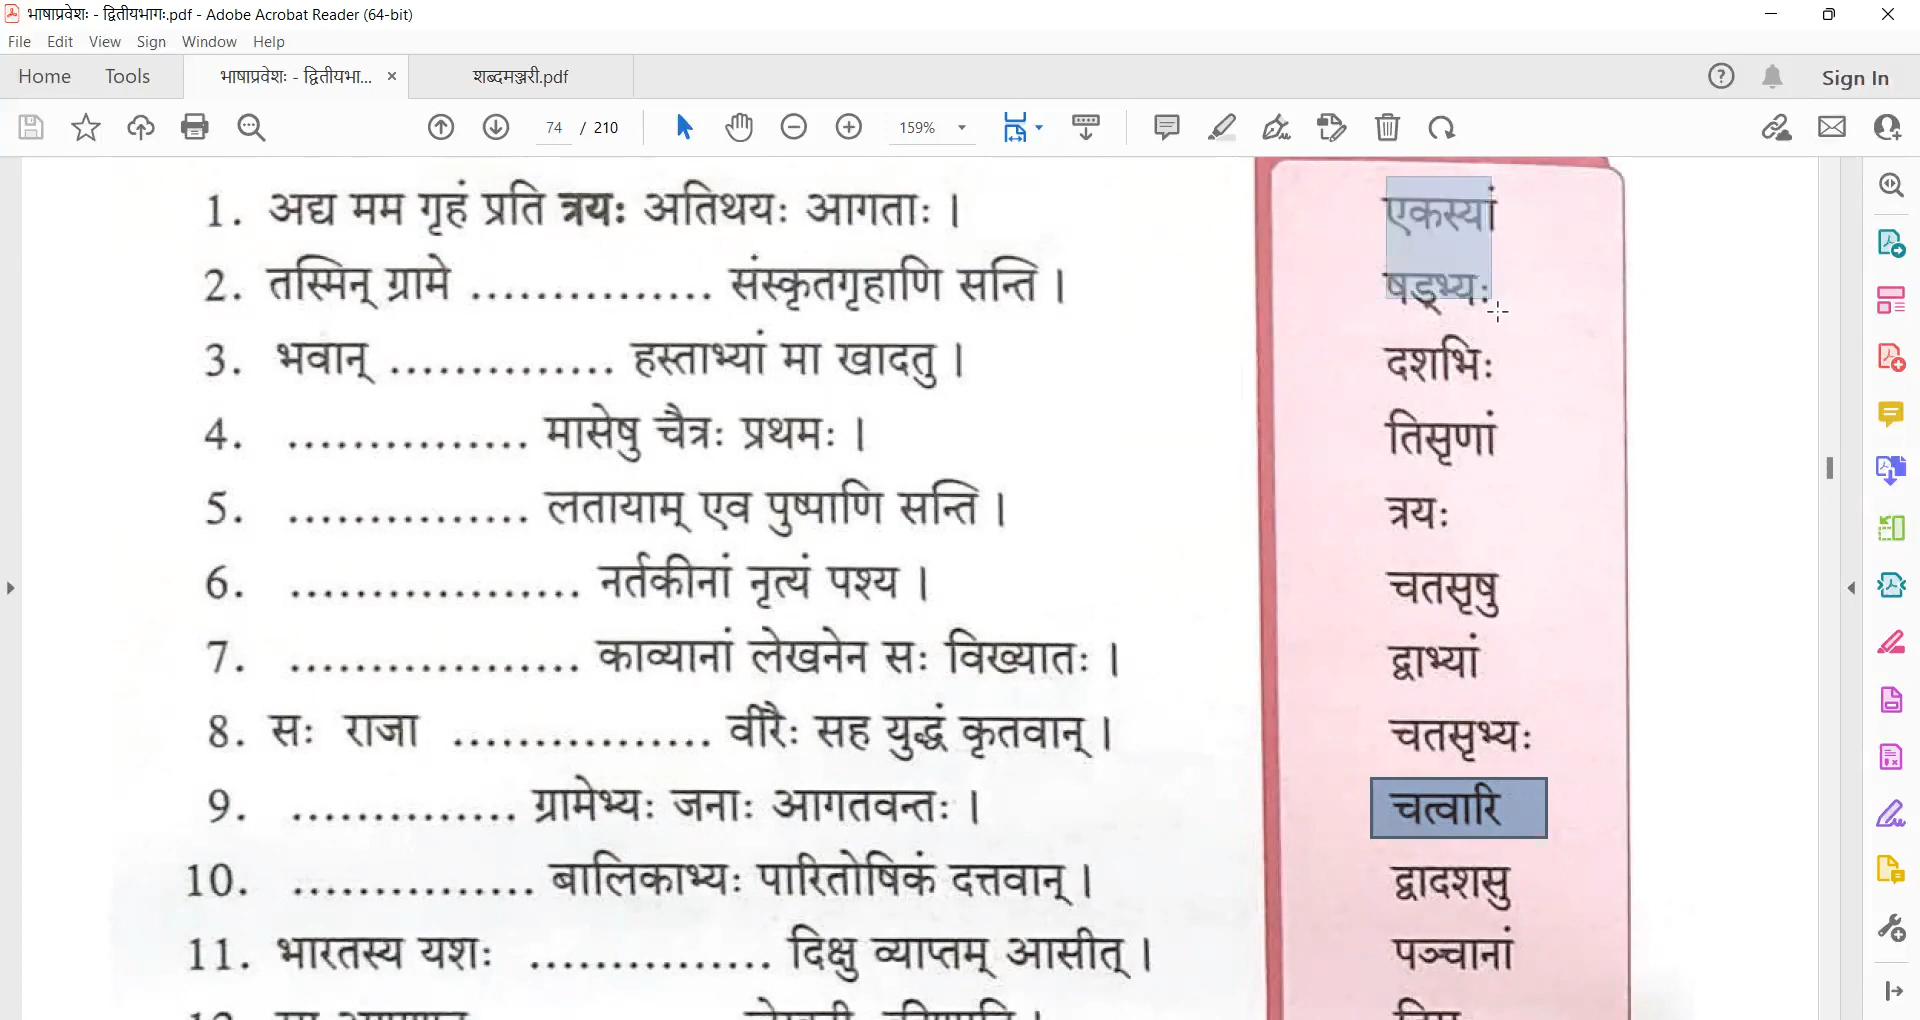 भाषाप्रवेशः - द्वितीयभागः.pdf - Adobe Acrobat Reader (64-bit)
File Edit View Sign Window Help
Home Tools भाषाप्रवेशः - द्वितीयभा... × शब्दमञ्जरी.pdf Sign In
74 / 210 159%
1. अद्य मम गृहं प्रति त्रयः अतिथयः आगताः ।
2. तस्मिन् ग्रामे ............... संस्कृतगृहाणि सन्ति ।
3. भवान् .............. हस्ताभ्यां मा खादतु ।
4. ............... मासेषु चैत्रः प्रथमः ।
5. ............... लतायाम् एव पुष्पाणि सन्ति ।
6. .................. नर्तकीनां नृत्यं पश्य ।
7. .................. काव्यानां लेखनेन सः विख्यातः ।
8. सः राजा ................ वीरैः सह युद्धं कृतवान् ।
9. .............. ग्रामेभ्यः जनाः आगतवन्तः ।
10. ............... बालिकाभ्यः पारितोषिकं दत्तवान् ।
11. भारतस्य यशः ............... दिक्षु व्याप्तम् आसीत् ।
एकस्यां
षड्भ्यः
दशभिः
तिसृणां
त्रयः
चतसृषु
द्वाभ्यां
चतसृभ्यः
चत्वारि
द्वादशसु
पञ्चानां